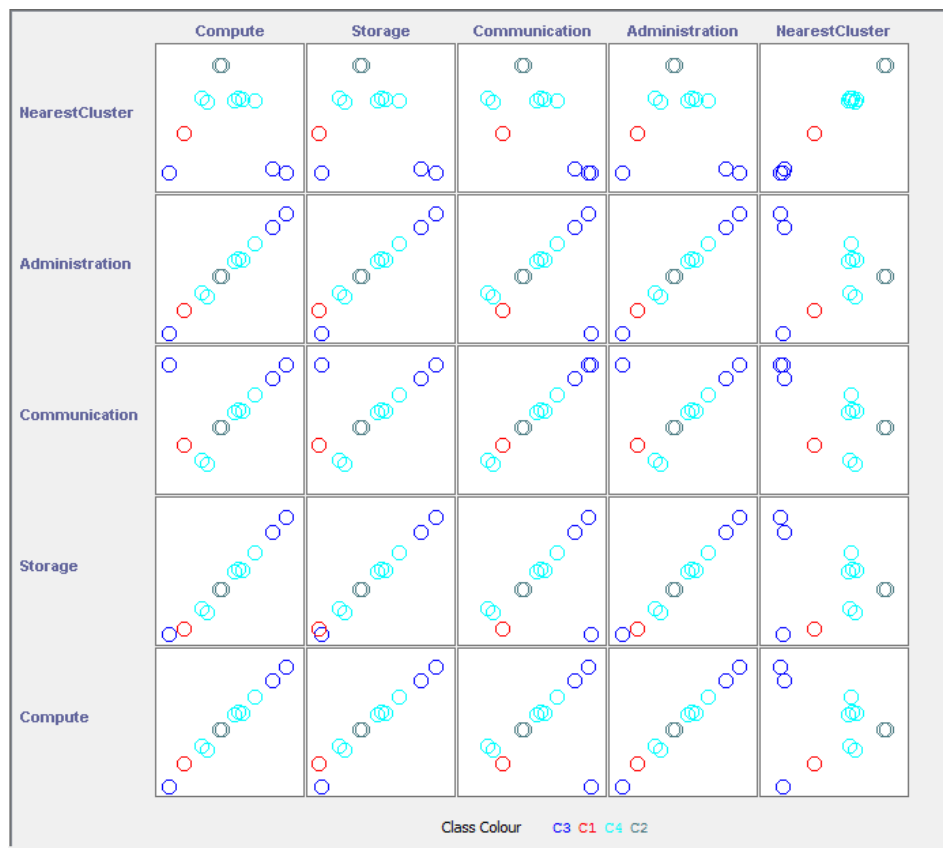 Compute Storage Communication Administration NearestCluster
NearestCluster
Administration
Communication
Storage
Compute
Class Colour C3 C1 C4 C2